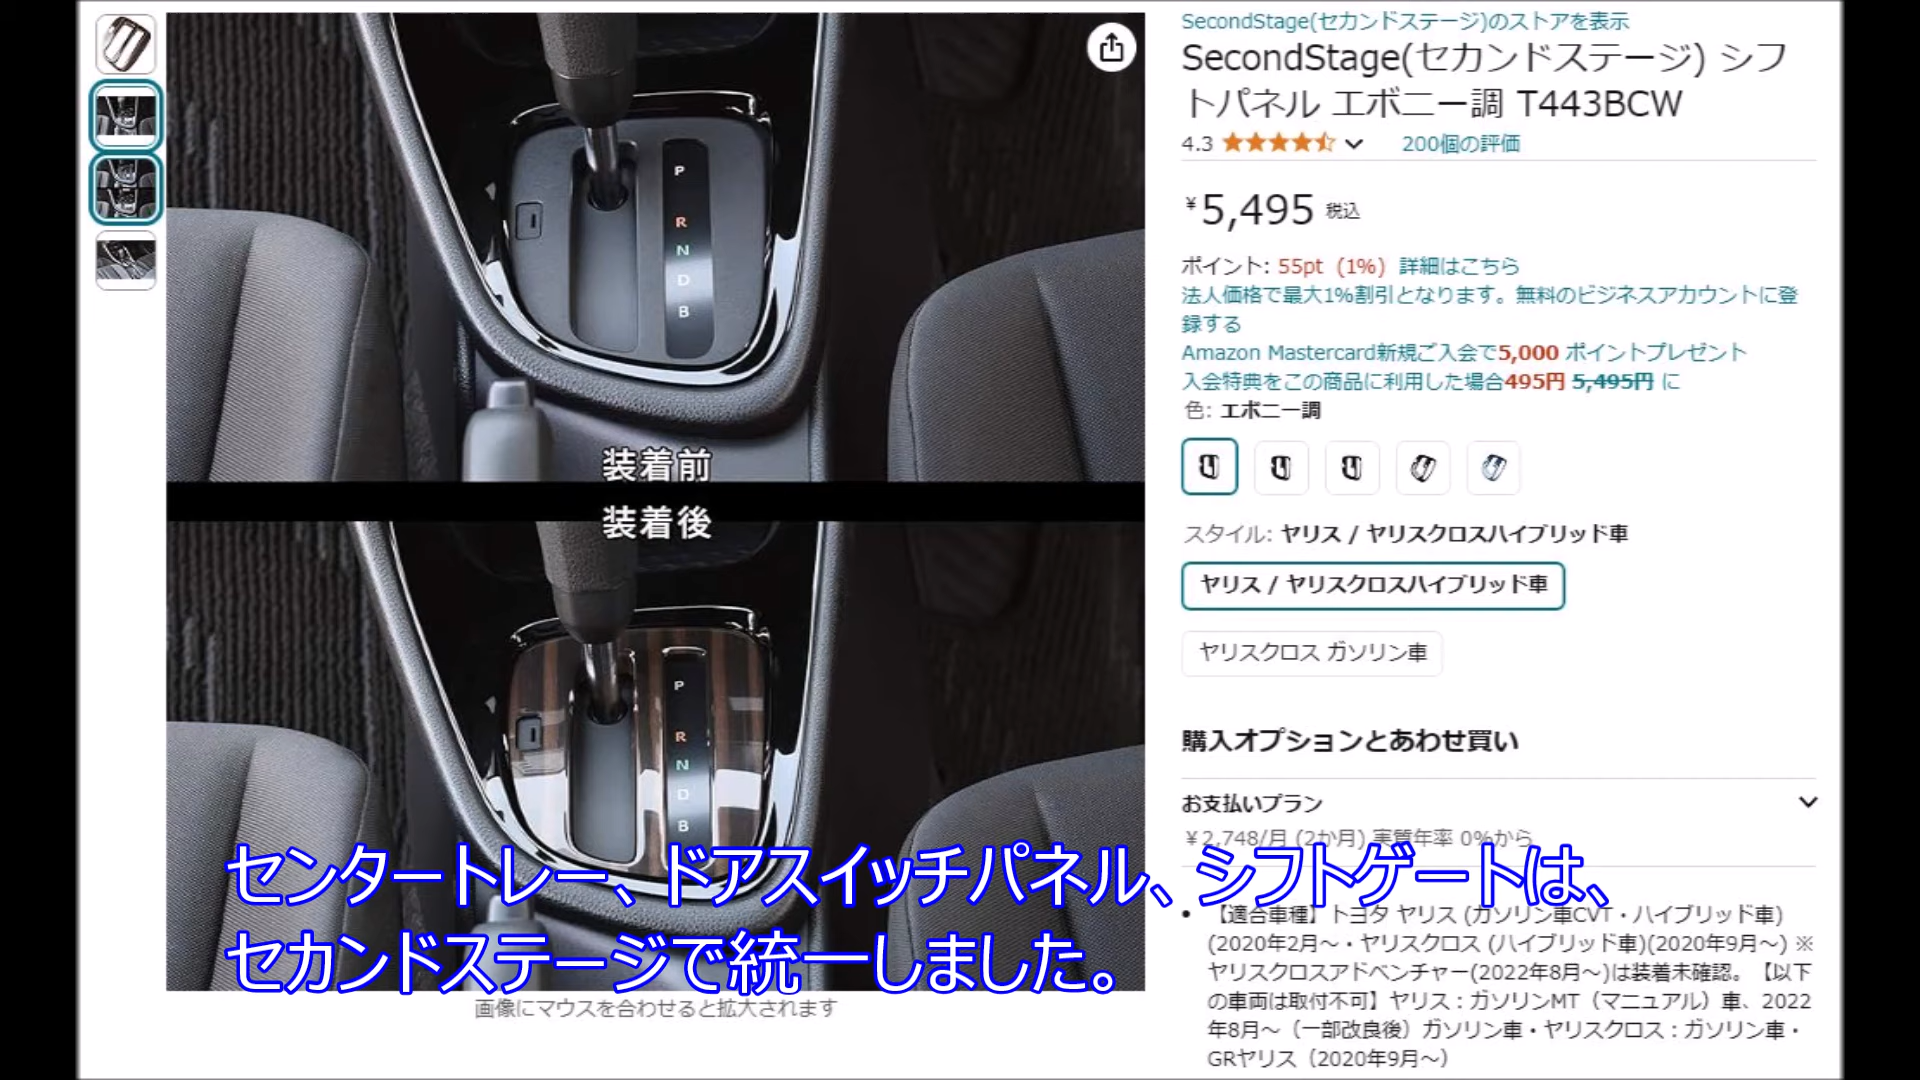 SecondStage(セカンドステージ)のストアを表示
SecondStage(セカンドステージ) シフ
トパネル エボニー調 T443BCW
4.3
200個の評価
¥5,495 税込
ポイント: 55pt (1%) 詳細はこちら
法人価格で最大1%割引となります。無料のビジネスアカウントに登
録する
Amazon Mastercard新規ご入会で5,000 ポイントプレゼント
入会特典をこの商品に利用した場合495円 5,495円 に
色: エボニー調
スタイル: ヤリス / ヤリスクロスハイブリッド車
ヤリス / ヤリスクロスハイブリッド車
ヤリスクロス ガソリン車
購入オプションとあわせ買い
お支払いプラン
¥2,748/月 (2か月) 実質年率 0%から
【適合車種】トヨタ ヤリス (ガソリン車CVT・ハイブリッド車)
(2020年2月～・ヤリスクロス (ハイブリッド車)(2020年9月～) ※
ヤリスクロスアドベンチャー(2022年8月～)は装着未確認。【以下
の車両は取付不可】ヤリス：ガソリンMT（マニュアル）車、2022
年8月～（一部改良後）ガソリン車・ヤリスクロス：ガソリン車・
GRヤリス（2020年9月～）
P
R
N
D
B
装着前
装着後
P
R
N
D
B
センタートレー、ドアスイッチパネル、シフトゲートは、
セカンドステージで統一しました。
画像にマウスを合わせると拡大されます